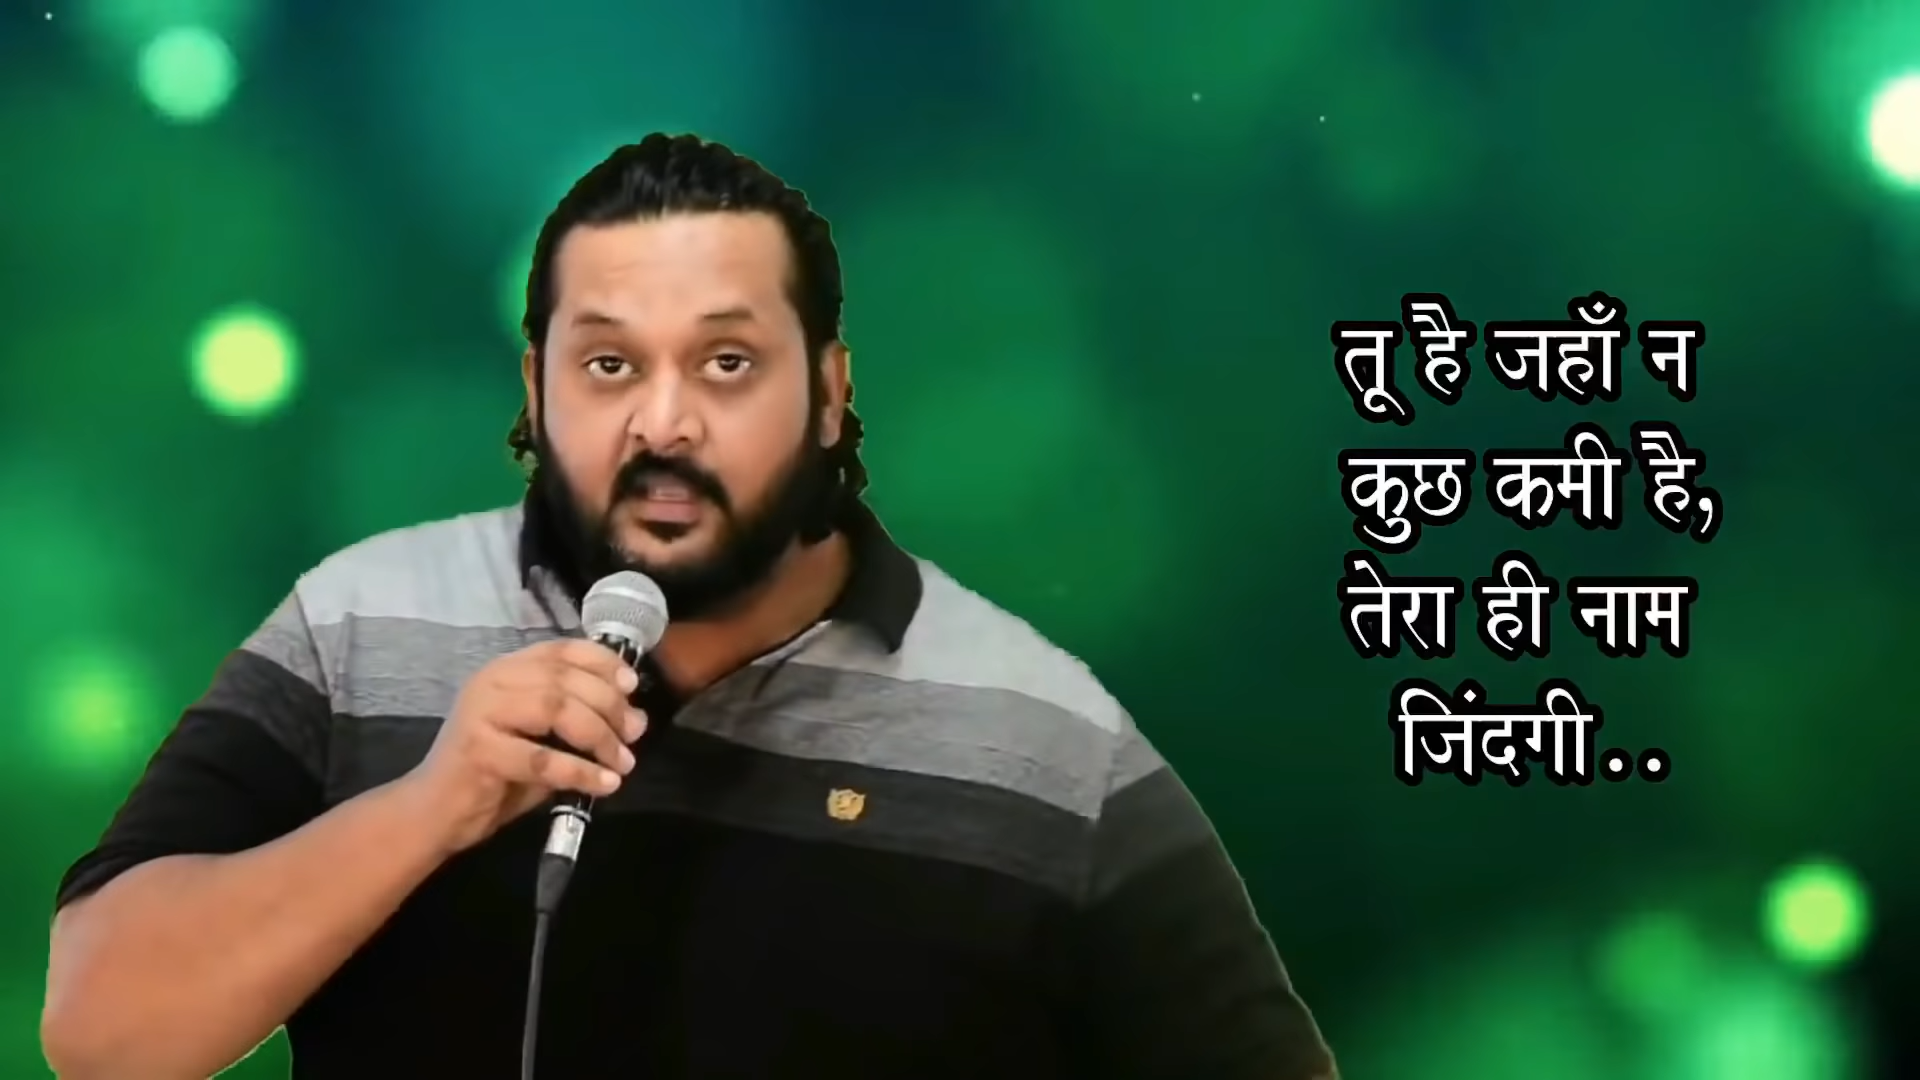 तू है जहाँ न
कुछ कमी है,
तेरा ही नाम
जिंदगी..